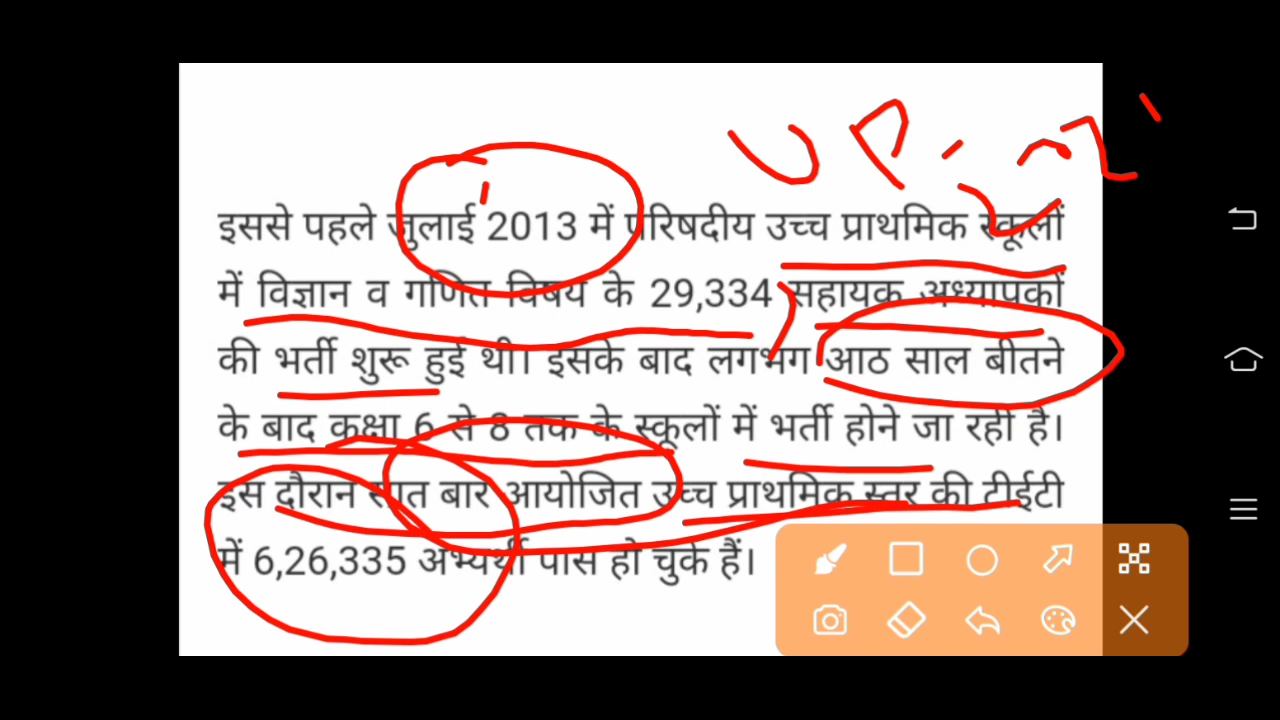 UP
इससे पहले जुलाई 2013 में परिषदीय उच्च प्राथमिक स्कूलों
में विज्ञान व गणित विषय के 29,334 सहायक अध्यापकों
की भर्ती शुरू हुई थी। इसके बाद लगभग आठ साल बीतने
के बाद कक्षा 6 से 8 तक के स्कूलों में भर्ती होने जा रही है।
इस दौरान सात बार आयोजित उच्च प्राथमिक स्तर की टीईटी
में 6,26,335 अभ्यर्थी पास हो चुके हैं।